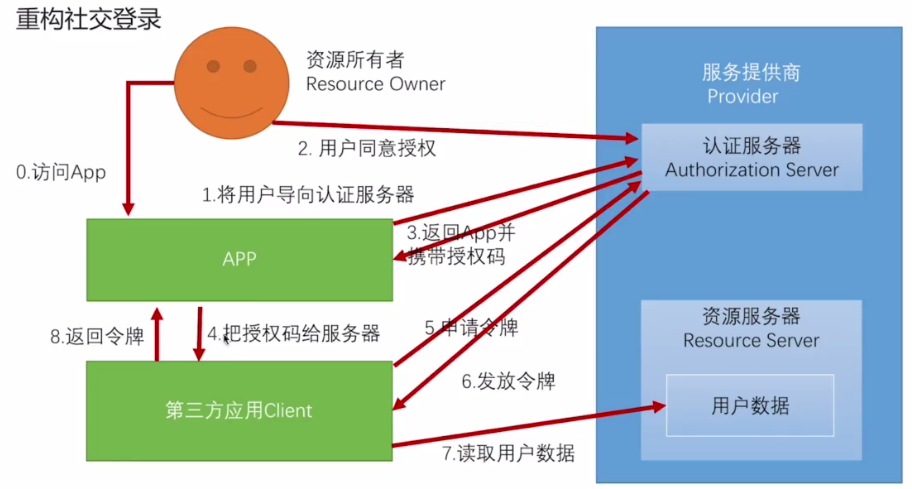 重构社交登录
资源所有者
Resource Owner
服务提供商
Provider
认证服务器
Authorization Server
2. 用户同意授权
0.访问App
1.将用户导向认证服务器
3.返回App并
携带授权码
APP
8.返回令牌
4.把授权码给服务器
5.申请令牌
资源服务器
Resource Server
6.发放令牌
用户数据
第三方应用Client
7.读取用户数据